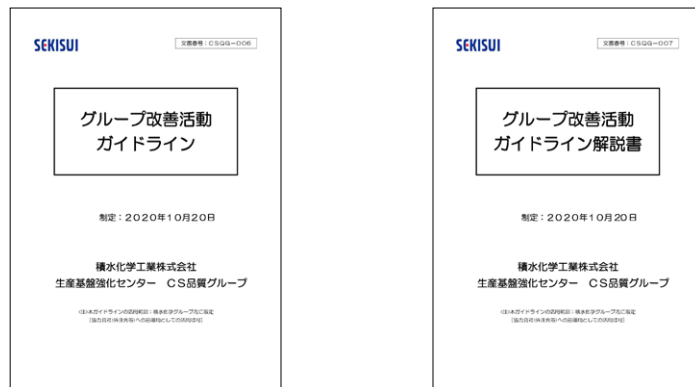 SEKISUI
文書番号:CSQG-006
グループ改善活動
ガイドライン
制定:2020年10月20日
積水化学工業株式会社
生産基盤強化センター CS品質グループ
SEKISUI
文書番号:CSQG-007
グループ改善活動
ガイドライン解説書
制定:2020年10月20日
積水化学工業株式会社
生産基盤強化センター CS品質グループ